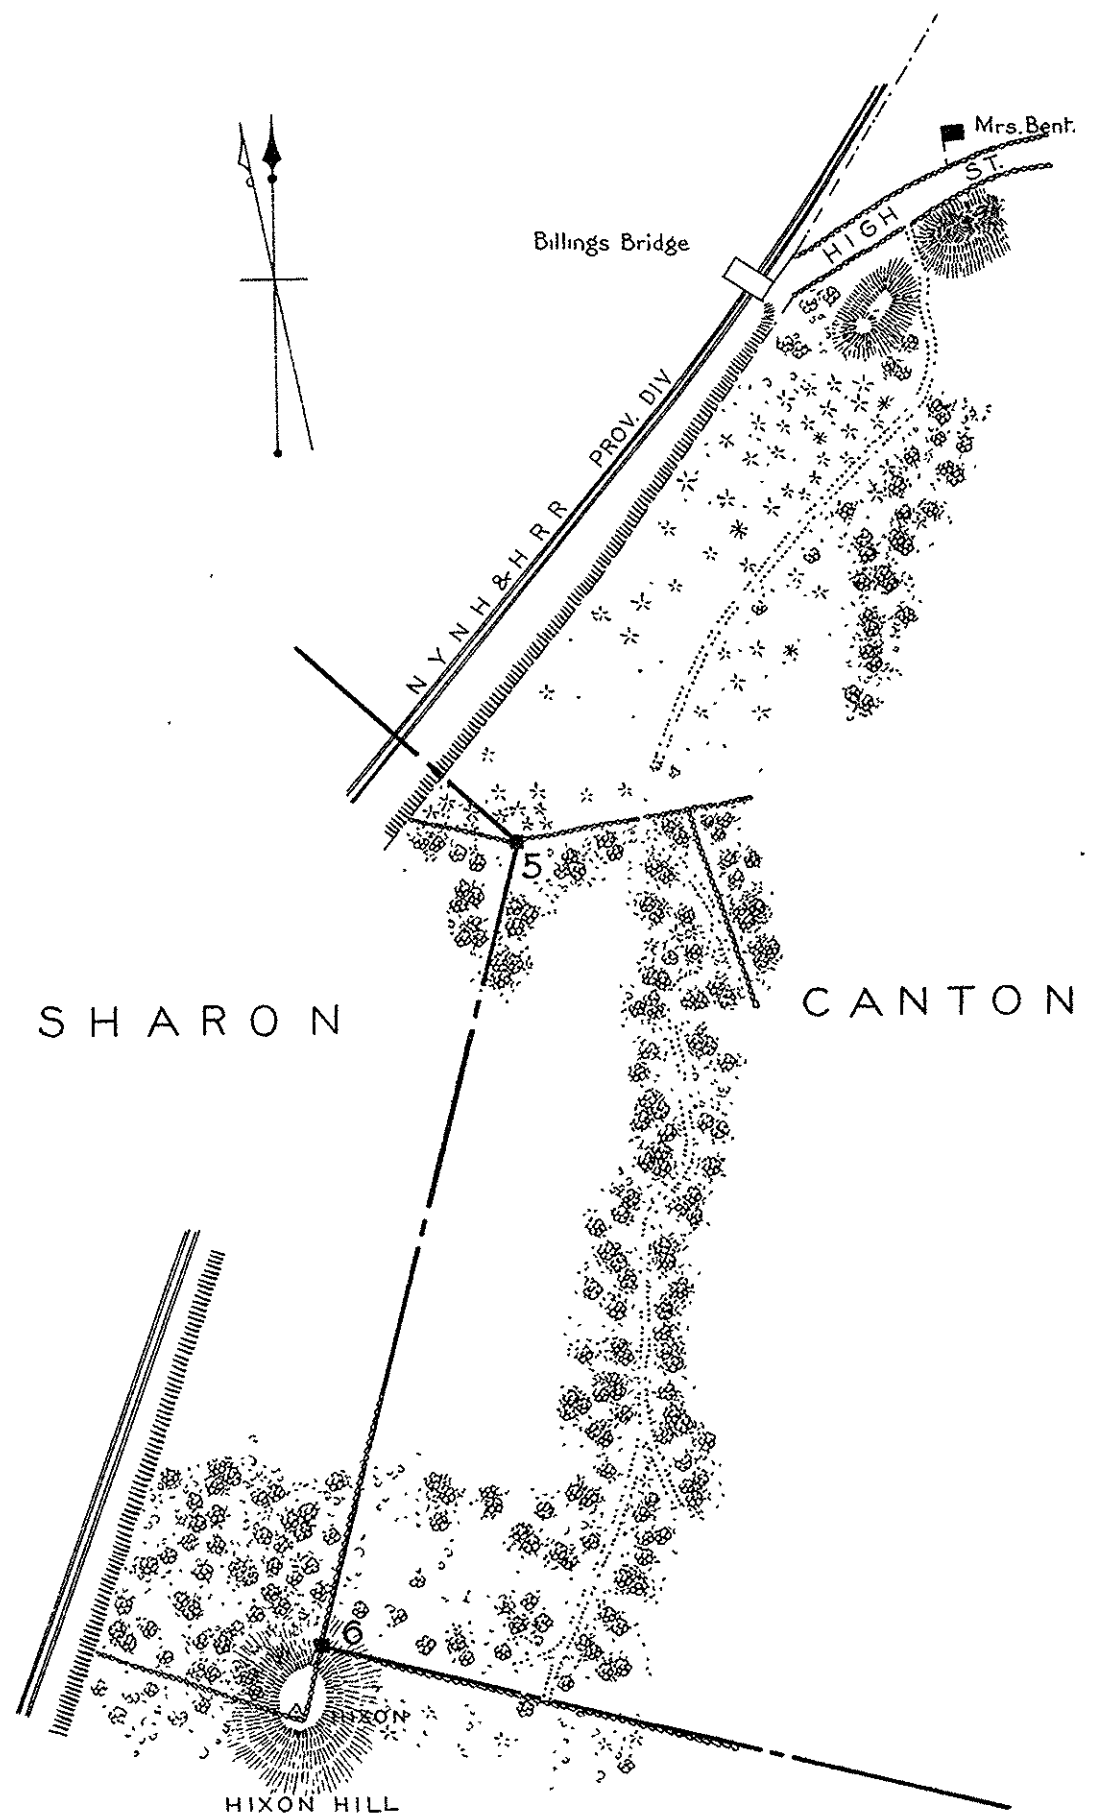 Mrs. Bent.
HIGH ST.
Billings Bridge
N Y N H & H R R PROV. DIV
5
SHARON
CANTON
6
HIXON
HIXON HILL